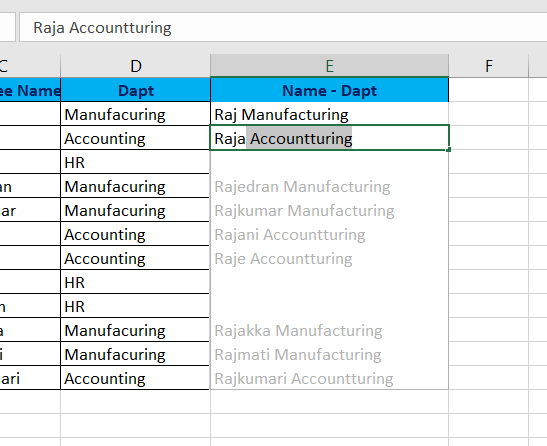 Raja Accountturing
C D E F
ee Name Dapt Name - Dapt
Manufacuring Raj Manufacturing
Accounting Raja Accountturing
HR
an Manufacuring Rajedran Manufacturing
ar Manufacuring Rajkumar Manufacturing
Accounting Rajani Accountturing
Accounting Raje Accountturing
HR
n HR
a Manufacuring Rajakka Manufacturing
i Manufacuring Rajmati Manufacturing
ari Accounting Rajkumari Accountturing